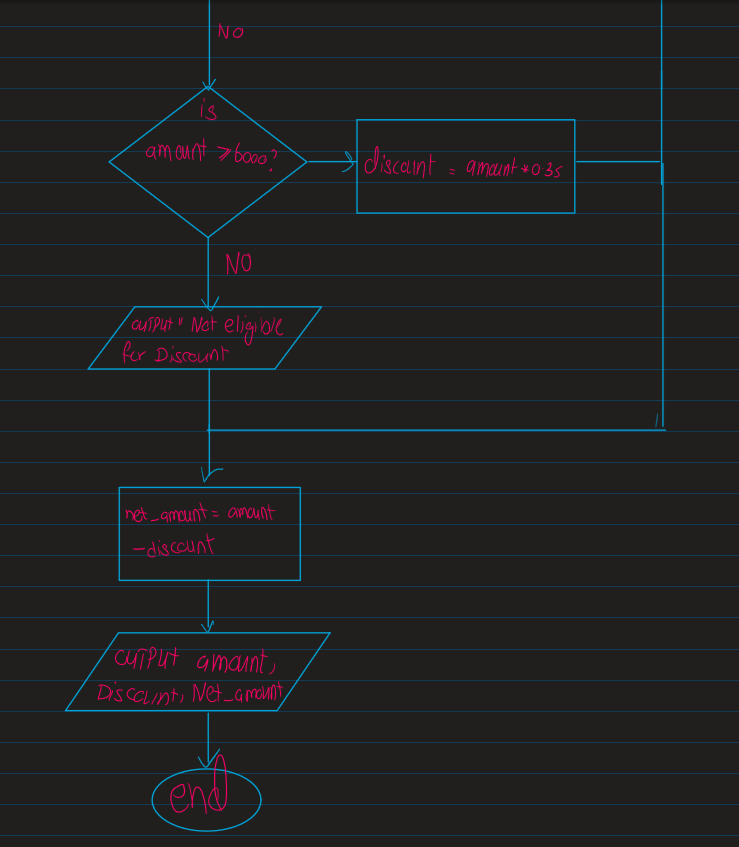 NO
is
amount >6000?
discount = amount*0.35
NO
OUTPUT " Not eligible
for Discount
net_amount = amount
-discount
OUTPUT amount,
Discount, Net_amount
end